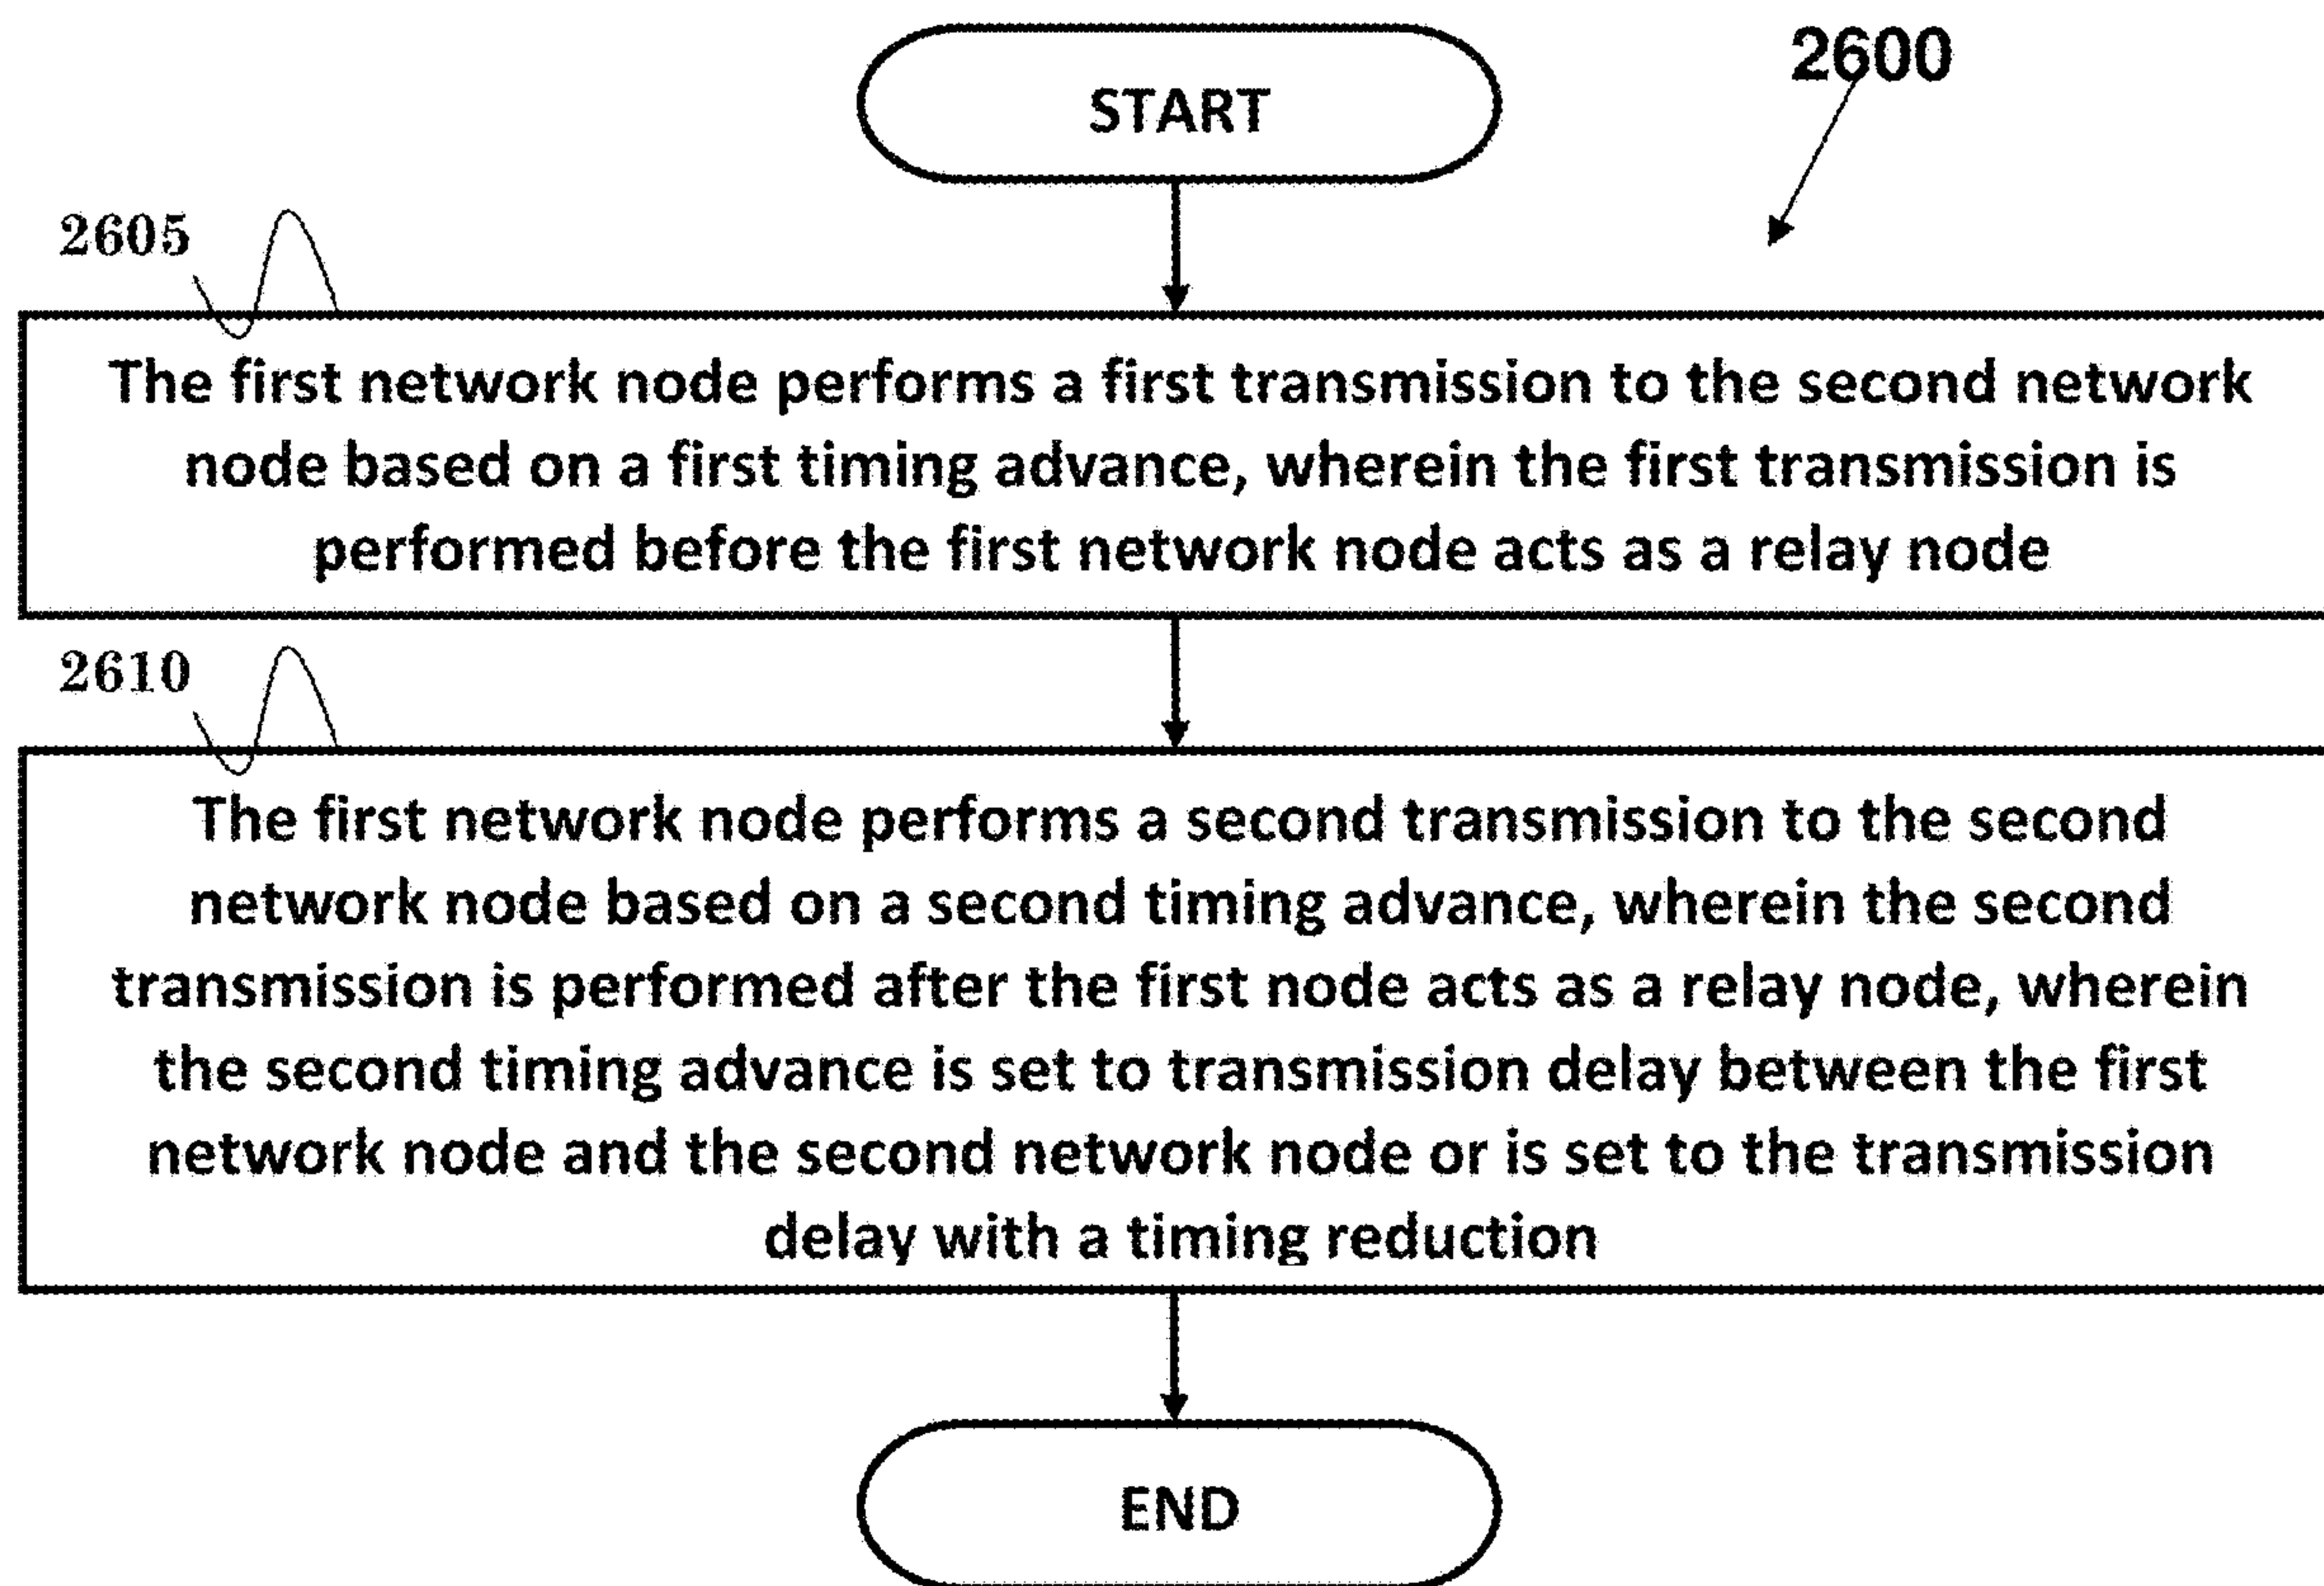 START
2600
2605
The first network node performs a first transmission to the second network
node based on a first timing advance, wherein the first transmission is
performed before the first network node acts as a relay node
2610
The first network node performs a second transmission to the second
network node based on a second timing advance, wherein the second
transmission is performed after the first node acts as a relay node, wherein
the second timing advance is set to transmission delay between the first
network node and the second network node or is set to the transmission
delay with a timing reduction
END